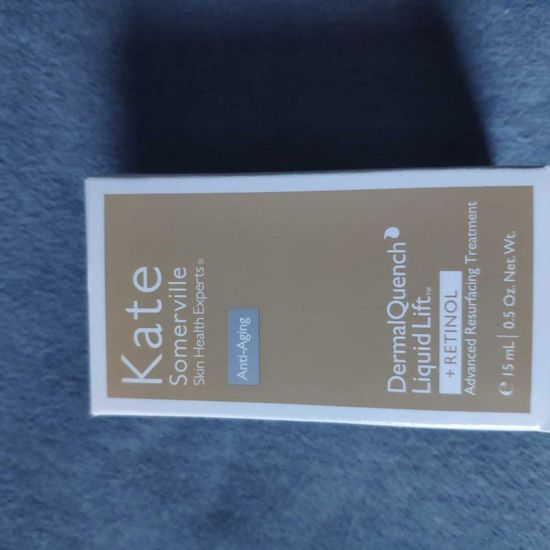 Kate
Somerville
Skin Health Experts®
Anti-Aging
DermalQuench
Liquid Lift™
+ RETINOL
Advanced Resurfacing Treatment
℮ 15 mL | 0.5 Oz. Net. Wt.